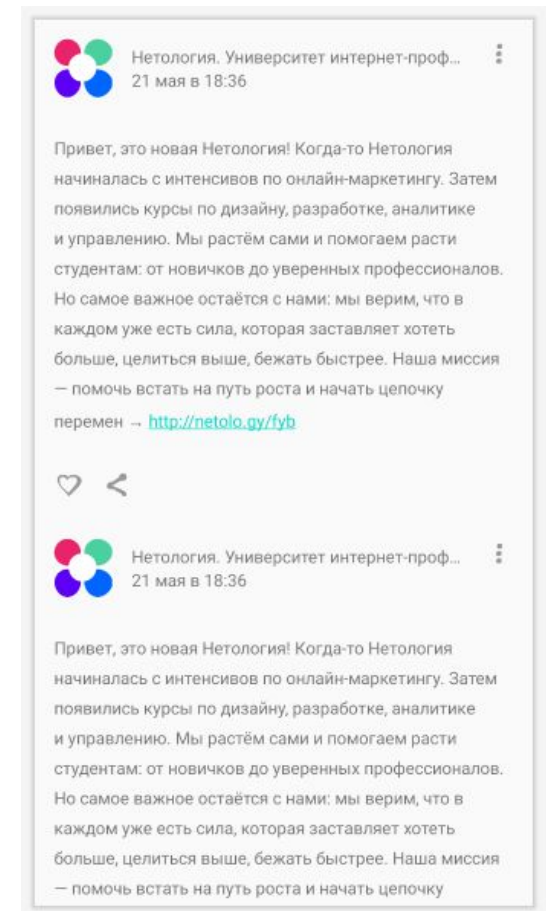 Нетология. Университет интернет-проф...
21 мая в 18:36
Привет, это новая Нетология! Когда-то Нетология
начиналась с интенсивов по онлайн-маркетингу. Затем
появились курсы по дизайну, разработке, аналитике
и управлению. Мы растём сами и помогаем расти
студентам: от новичков до уверенных профессионалов.
Но самое важное остаётся с нами: мы верим, что в
каждом уже есть сила, которая заставляет хотеть
больше, целиться выше, бежать быстрее. Наша миссия
— помочь встать на путь роста и начать цепочку
перемен → http://netolo.gy/fyb
Нетология. Университет интернет-проф...
21 мая в 18:36
Привет, это новая Нетология! Когда-то Нетология
начиналась с интенсивов по онлайн-маркетингу. Затем
появились курсы по дизайну, разработке, аналитике
и управлению. Мы растём сами и помогаем расти
студентам: от новичков до уверенных профессионалов.
Но самое важное остаётся с нами: мы верим, что в
каждом уже есть сила, которая заставляет хотеть
больше, целиться выше, бежать быстрее. Наша миссия
— помочь встать на путь роста и начать цепочку